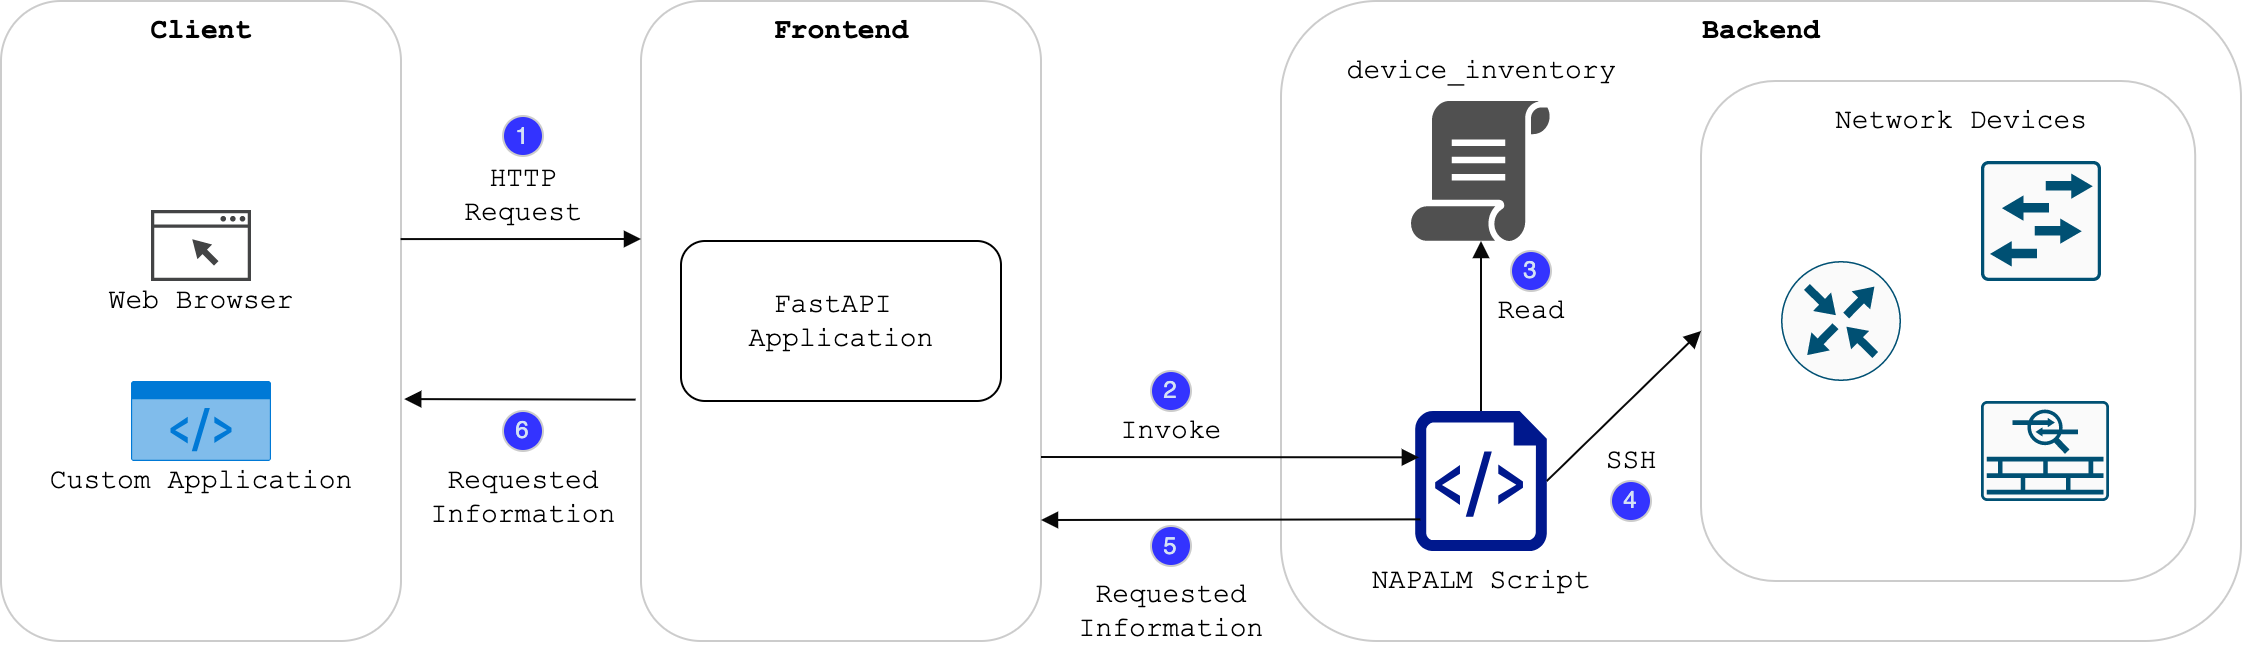 Client
Frontend
Backend
device_inventory
Network Devices
1
HTTP
Request
Web Browser
FastAPI
Application
3
Read
2
Invoke
6
Requested
Information
</>
Custom Application
</>
SSH
4
5
Requested
Information
NAPALM Script